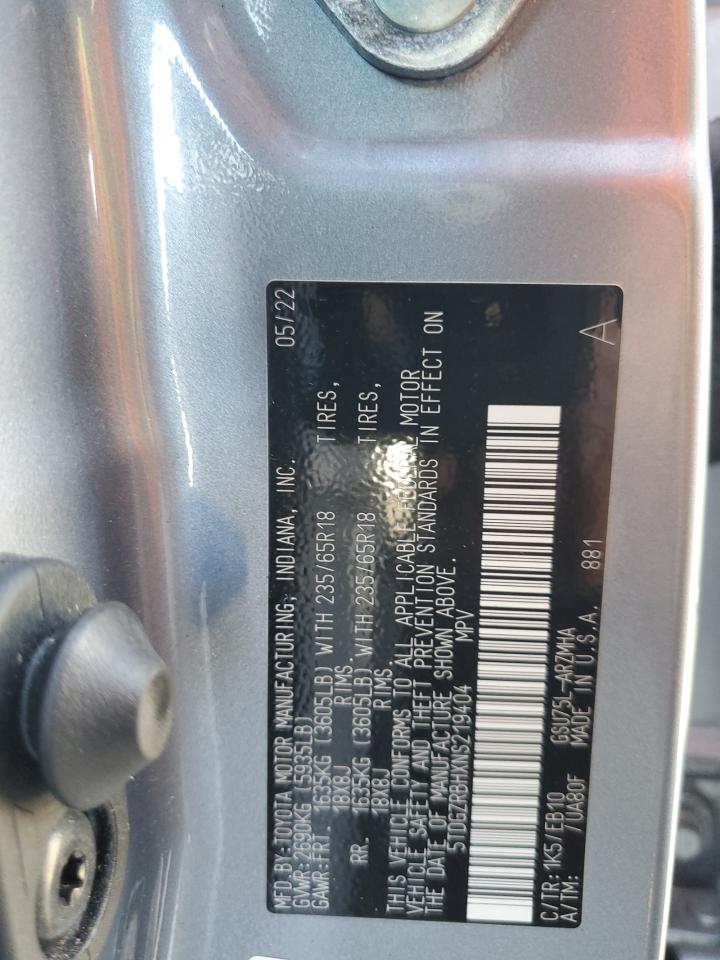 MFD.BY:TOYOTA MOTOR MANUFACTURING, INDIANA, INC. 05/22
GVWR:2690KG (5935LB)
GAWR:FRT. 1635KG (3605LB) WITH 235/65R18 TIRES,
18X8J RIMS.
RR. 1635KG (3605LB) WITH 235/65R18 TIRES,
18X8J RIMS.
THIS VEHICLE CONFORMS TO ALL APPLICABLE FEDERAL MOTOR
VEHICLE SAFETY AND THEFT PREVENTION STANDARDS IN EFFECT ON
THE DATE OF MANUFACTURE SHOWN ABOVE.
5TDGZRBHXNS219404 MPV
C/TR:1K5/EB10 GSU75L-ARZMHA
A/TM: /UA80F MADE IN U.S.A. 881 A